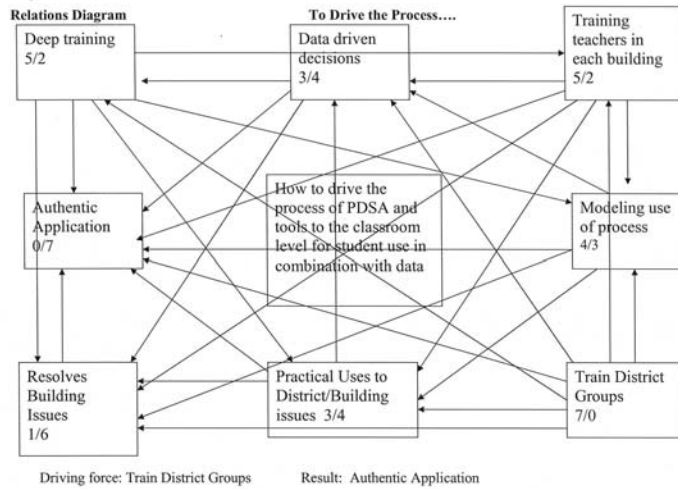 Relations Diagram
To Drive the Process....
Deep training
5/2
Data driven
decisions
3/4
Training
teachers in
each building
5/2
Authentic
Application
0/7
How to drive the
process of PDSA and
tools to the classroom
level for student use in
combination with data
Modeling use
of process
4/3
Resolves
Building
Issues
1/6
Practical Uses to
District/Building
issues 3/4
Train District
Groups
7/0
Driving force: Train District Groups
Result: Authentic Application